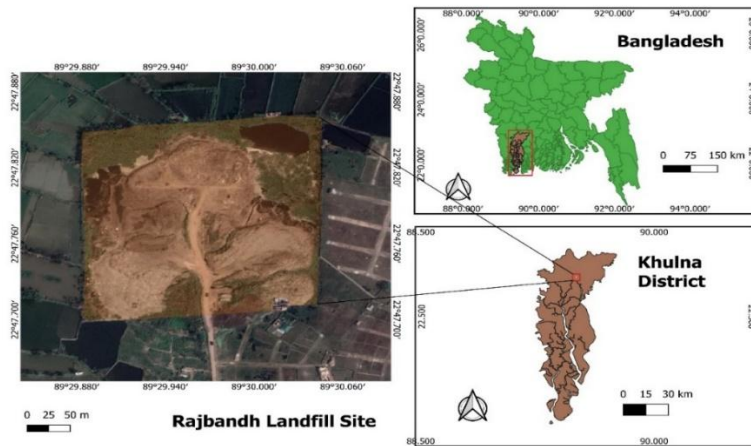 89°29.880' 89°29.940' 89°30.000' 89°30.060'
22°47.880' 22°47.820' 22°47.760' 22°47.700'
22°47.880' 22°47.820' 22°47.760' 22°47.700'
89°29.880' 89°29.940' 89°30.000' 89°30.060'
0 25 50 m
Rajbandh Landfill Site
88°0.000' 90°0.000' 92°0.000' 94°0.000'
26°0.000' 24°0.000' 22°0.000'
Bangladesh
0 75 150 km
88°0.000' 90°0.000' 92°0.000' 94°0.000'
88.500 90.000
22.500
Khulna
District
0 15 30 km
88.500 90.000